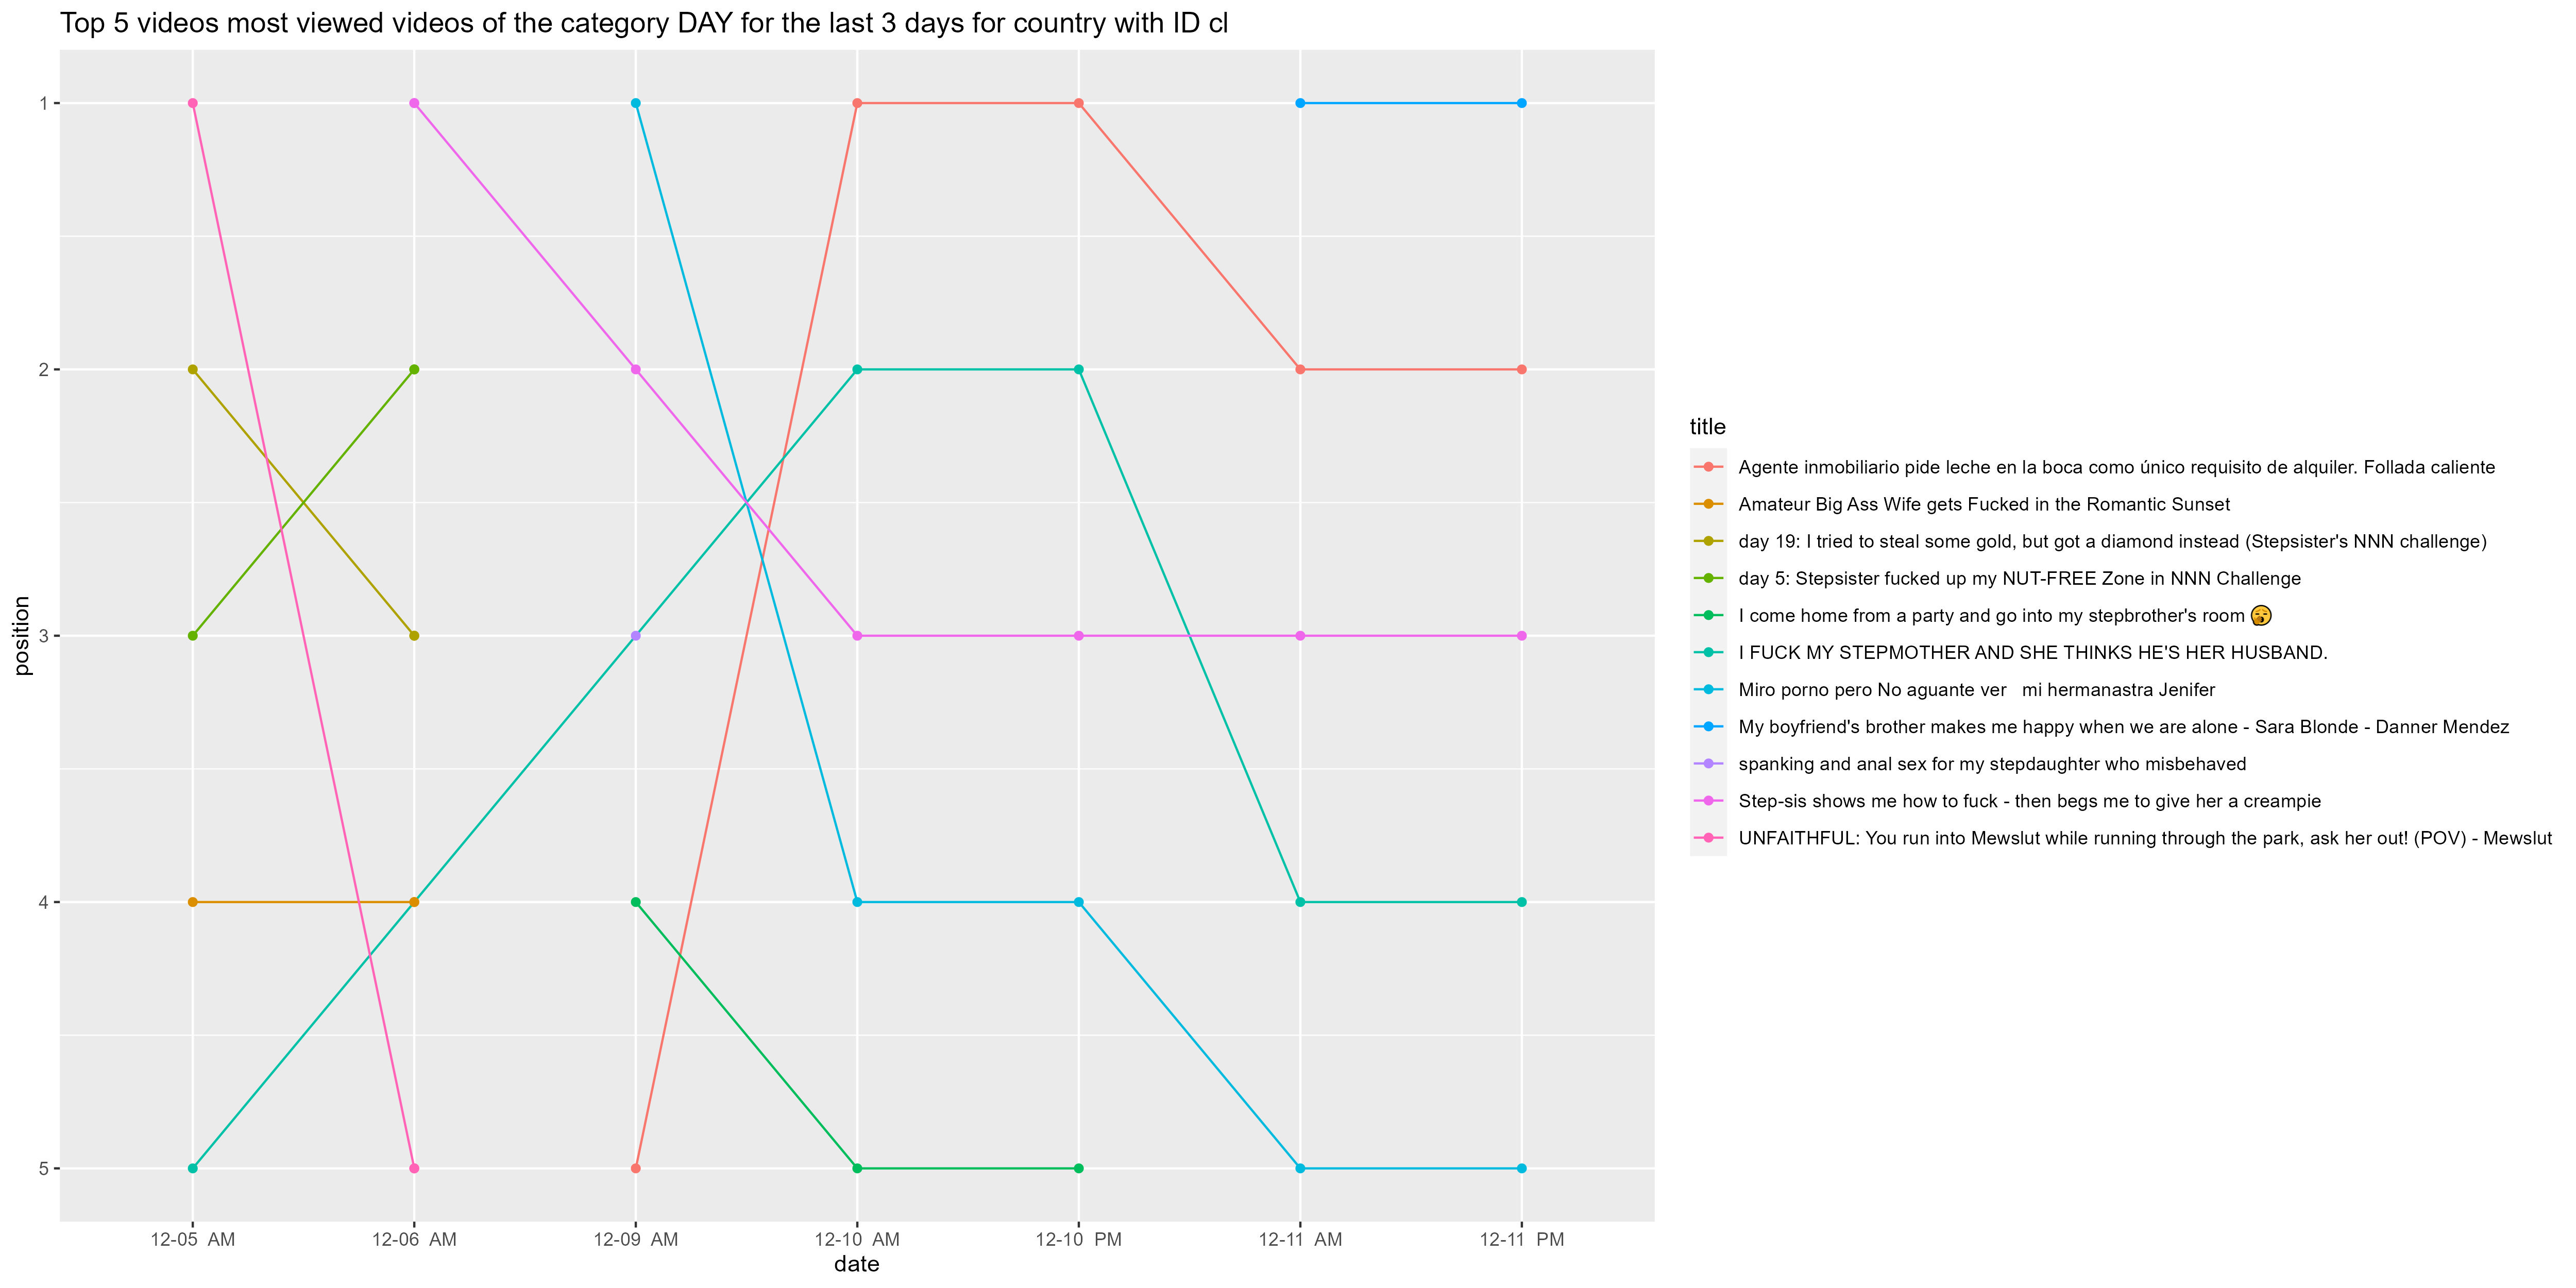 Top 5 videos most viewed videos of the category DAY for the last 3 days for country with ID cl
position
1
2
3
4
5
12-05 AM
12-06 AM
12-09 AM
12-10 AM
12-10 PM
12-11 AM
12-11 PM
date
title
Agente inmobiliario pide leche en la boca como único requisito de alquiler. Follada caliente
Amateur Big Ass Wife gets Fucked in the Romantic Sunset
day 19: I tried to steal some gold, but got a diamond instead (Stepsister's NNN challenge)
day 5: Stepsister fucked up my NUT-FREE Zone in NNN Challenge
I come home from a party and go into my stepbrother's room 🥱
I FUCK MY STEPMOTHER AND SHE THINKS HE'S HER HUSBAND.
Miro porno pero No aguante ver mi hermanastra Jenifer
My boyfriend's brother makes me happy when we are alone - Sara Blonde - Danner Mendez
spanking and anal sex for my stepdaughter who misbehaved
Step-sis shows me how to fuck - then begs me to give her a creampie
UNFAITHFUL: You run into Mewslut while running through the park, ask her out! (POV) - Mewslut